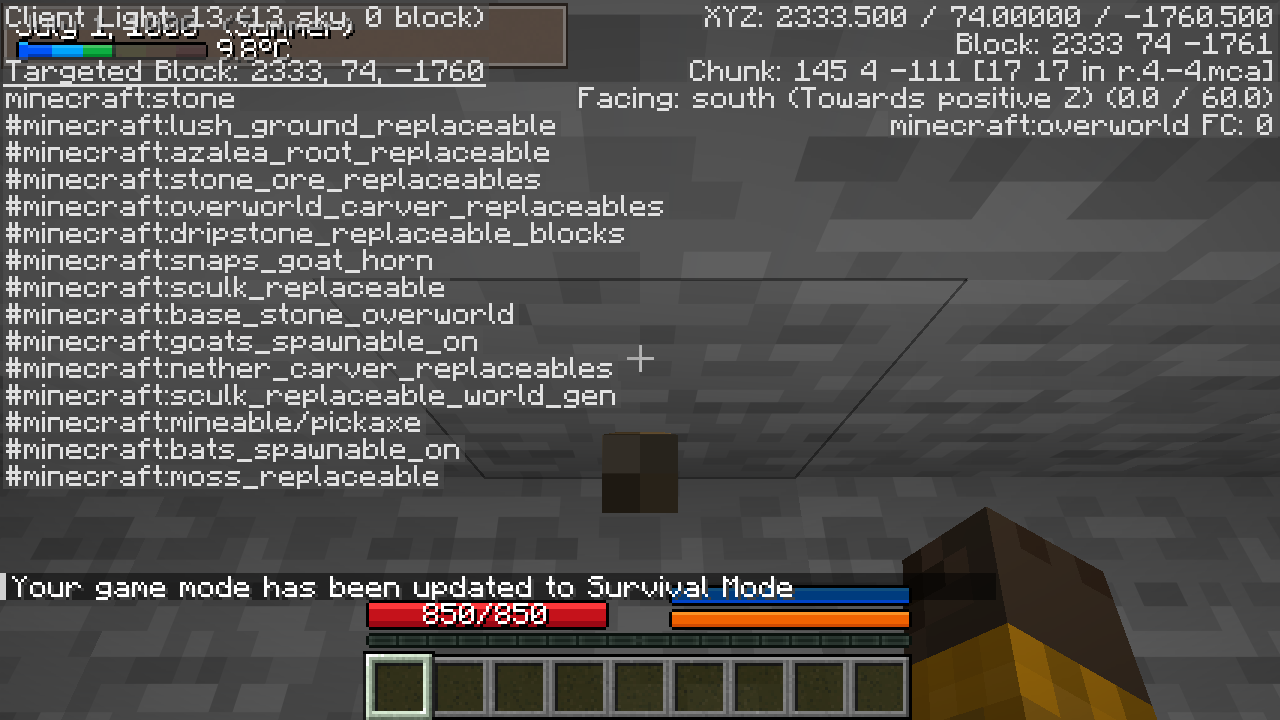 Client Light: 13 (13 sky, 0 block)
July 1, 1000 (Summer)
9.8°C
Targeted Block: 2333, 74, -1760
minecraft:stone
#minecraft:lush_ground_replaceable
#minecraft:azalea_root_replaceable
#minecraft:stone_ore_replaceables
#minecraft:overworld_carver_replaceables
#minecraft:dripstone_replaceable_blocks
#minecraft:snaps_goat_horn
#minecraft:sculk_replaceable
#minecraft:base_stone_overworld
#minecraft:goats_spawnable_on
#minecraft:nether_carver_replaceables
#minecraft:sculk_replaceable_world_gen
#minecraft:mineable/pickaxe
#minecraft:bats_spawnable_on
#minecraft:moss_replaceable
XYZ: 2333.500 / 74.00000 / -1760.500
Block: 2333 74 -1761
Chunk: 145 4 -111 [17 17 in r.4.-4.mca]
Facing: south (Towards positive Z) (0.0 / 60.0)
minecraft:overworld FC: 0
Your game mode has been updated to Survival Mode
850/850